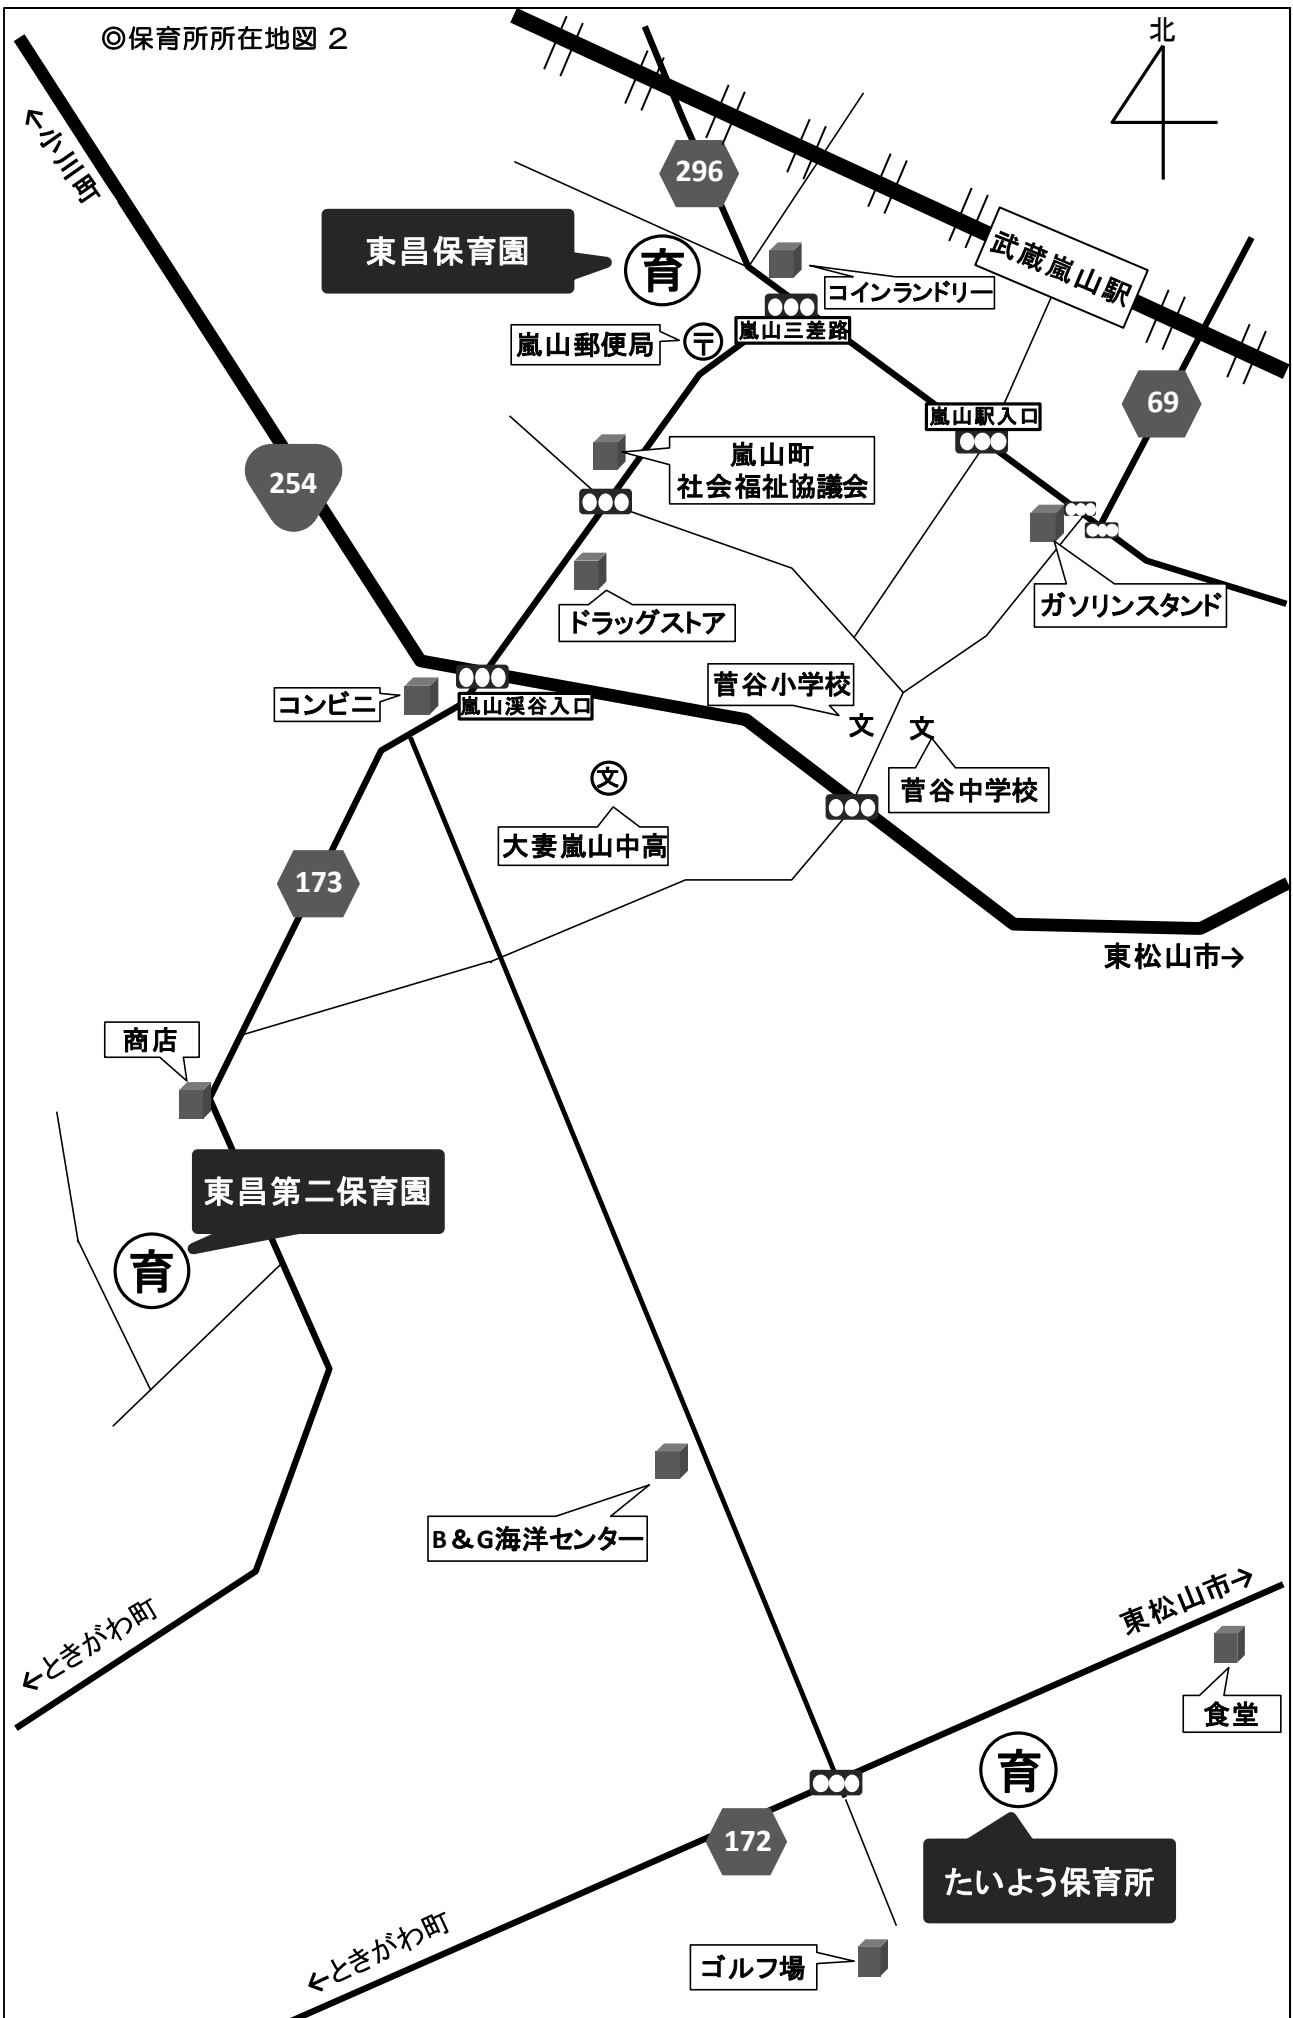 ◎保育所所在地図 2
北
←小川町
296
東昌保育園
育
コインランドリー
武蔵嵐山駅
嵐山三差路
嵐山郵便局
〒
69
嵐山駅入口
嵐山町
社会福祉協議会
254
ドラッグストア
ガソリンスタンド
菅谷小学校
コンビニ
嵐山渓谷入口
文
文
文
菅谷中学校
大妻嵐山中高
173
東松山市→
商店
東昌第二保育園
育
B&G海洋センター
東松山市→
←ときがわ町
食堂
育
172
たいよう保育所
←ときがわ町
ゴルフ場